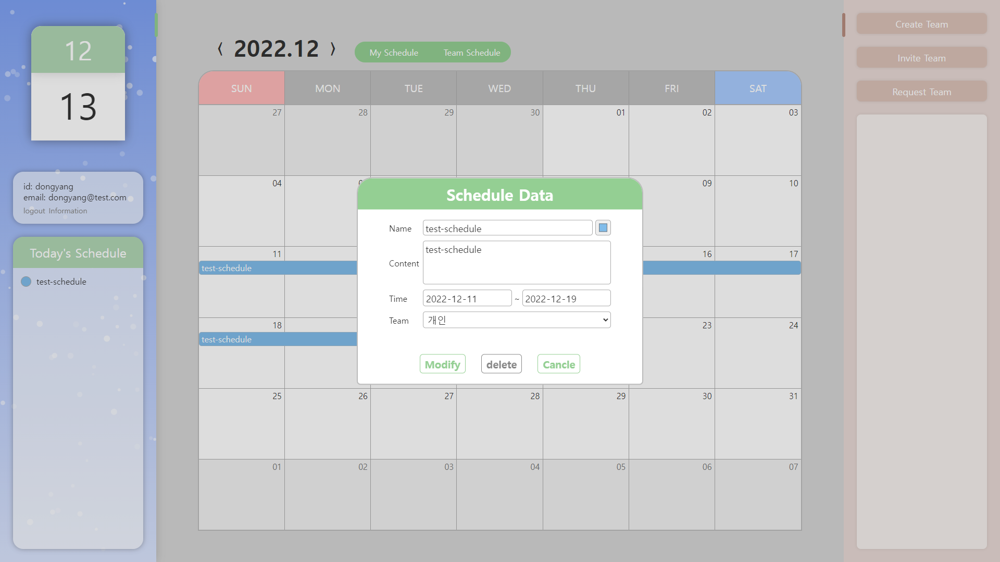 12
13
id: dongyang
email: dongyang@test.com
logout Information
Today's Schedule
test-schedule
⟨ 2022.12 ⟩
My Schedule Team Schedule
SUN MON TUE WED THU FRI SAT
27 28 29 30 01 02 03
04 09 10
11 16 17
test-schedule
18 23 24
test-schedule
25 26 27 28 29 30 31
01 02 03 04 05 06 07
Schedule Data
Name test-schedule
Content test-schedule
Time 2022-12-11 ~ 2022-12-19
Team 개인
Modify delete Cancle
Create Team
Invite Team
Request Team